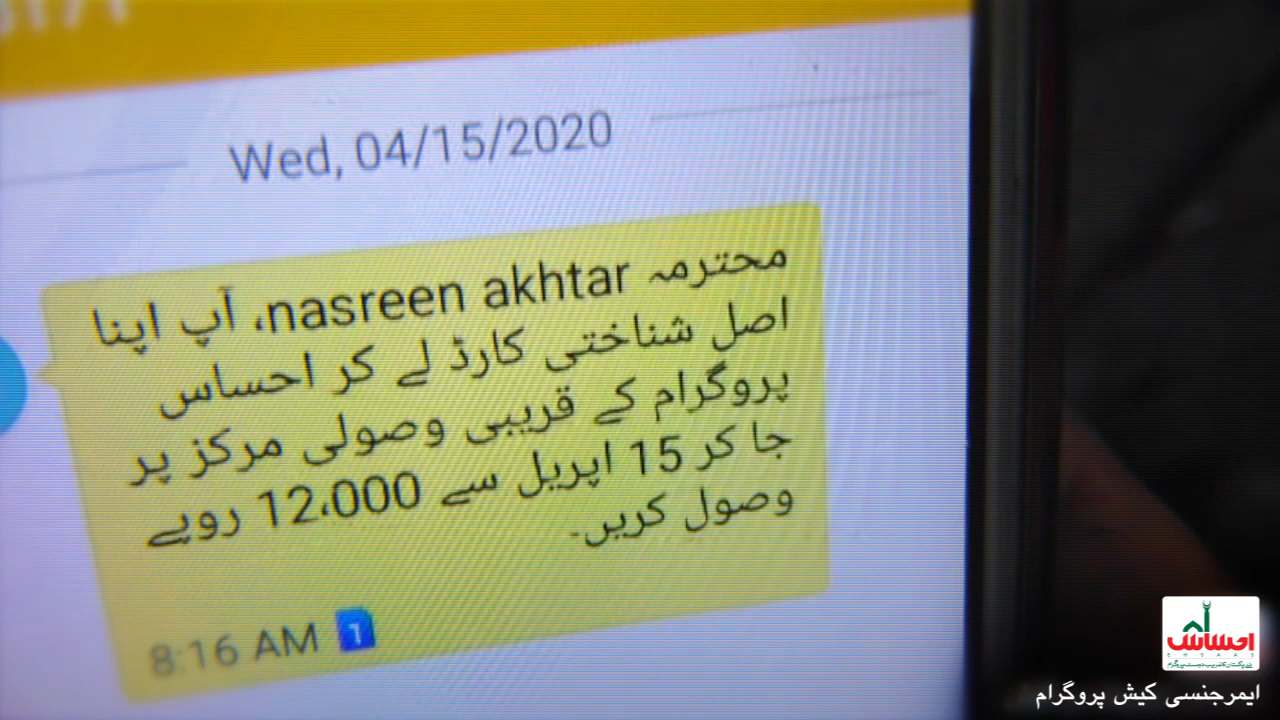 Wed, 04/15/2020
محترمہ nasreen akhtar، آپ اپنا
اصل شناختی کارڈ لے کر احساس
پروگرام کے قریبی وصولی مرکز پر
جا کر 15 اپریل سے 12،000 روپے
وصول کریں۔
8:16 AM 1
احساس
EHSAAS
ایمرجنسی کیش پروگرام